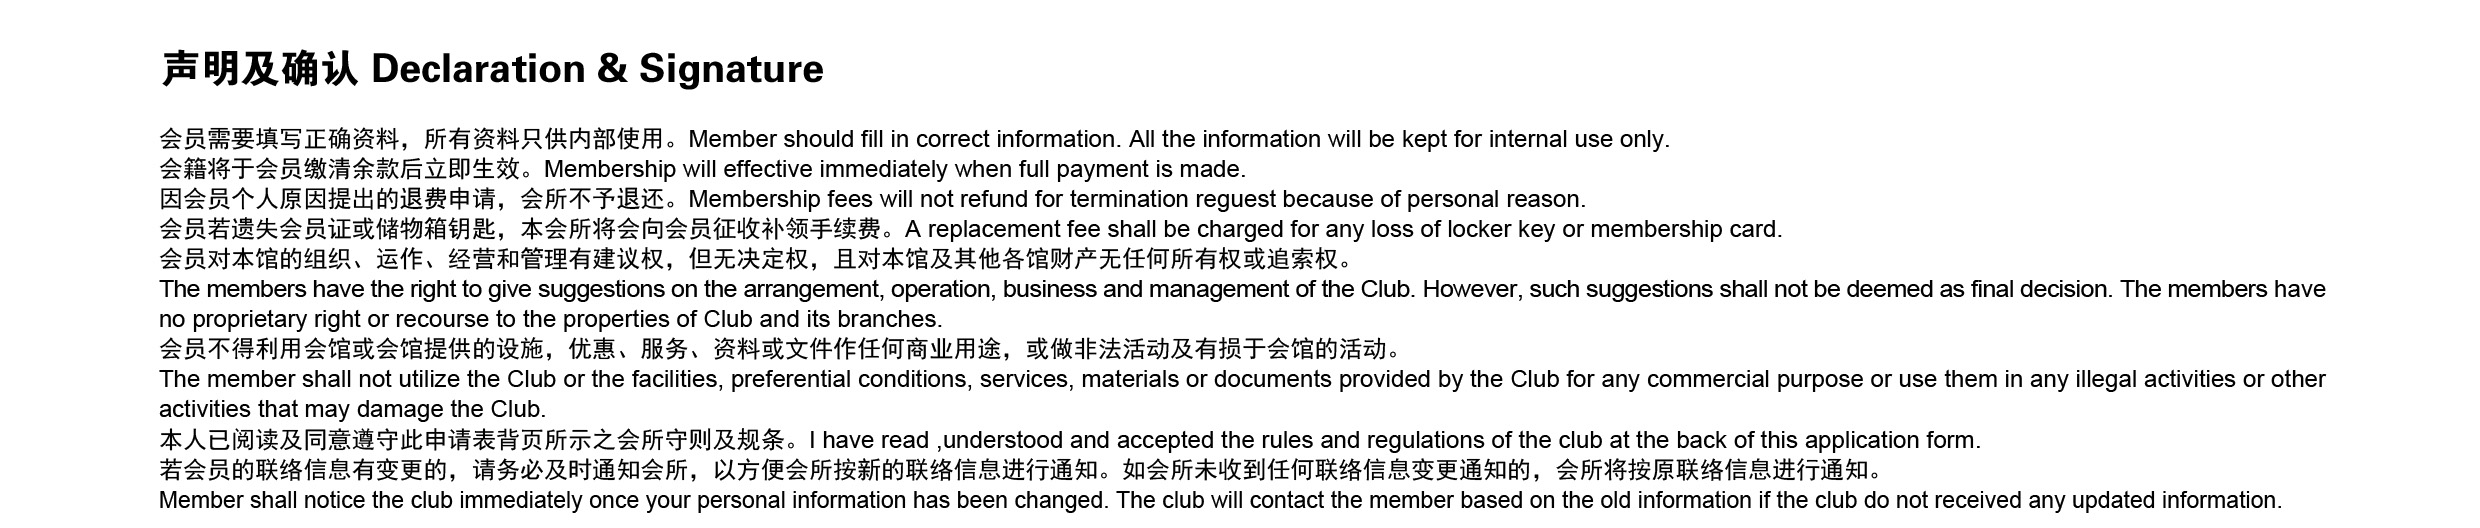 声明及确认 Declaration & Signature
会员需要填写正确资料，所有资料只供内部使用。Member should fill in correct information. All the information will be kept for internal use only.
会籍将于会员缴清余款后立即生效。Membership will effective immediately when full payment is made.
因会员个人原因提出的退费申请，会所不予退还。Membership fees will not refund for termination reguest because of personal reason.
会员若遗失会员证或储物箱钥匙，本会所将会向会员征收补领手续费。A replacement fee shall be charged for any loss of locker key or membership card.
会员对本馆的组织、运作、经营和管理有建议权，但无决定权，且对本馆及其他各馆财产无任何所有权或追索权。
The members have the right to give suggestions on the arrangement, operation, business and management of the Club. However, such suggestions shall not be deemed as final decision. The members have
no proprietary right or recourse to the properties of Club and its branches.
会员不得利用会馆或会馆提供的设施，优惠、服务、资料或文件作任何商业用途，或做非法活动及有损于会馆的活动。
The member shall not utilize the Club or the facilities, preferential conditions, services, materials or documents provided by the Club for any commercial purpose or use them in any illegal activities or other
activities that may damage the Club.
本人已阅读及同意遵守此申请表背页所示之会所守则及规条。I have read ,understood and accepted the rules and regulations of the club at the back of this application form.
若会员的联络信息有变更的，请务必及时通知会所，以方便会所按新的联络信息进行通知。如会所未收到任何联络信息变更通知的，会所将按原联络信息进行通知。
Member shall notice the club immediately once your personal information has been changed. The club will contact the member based on the old information if the club do not received any updated information.